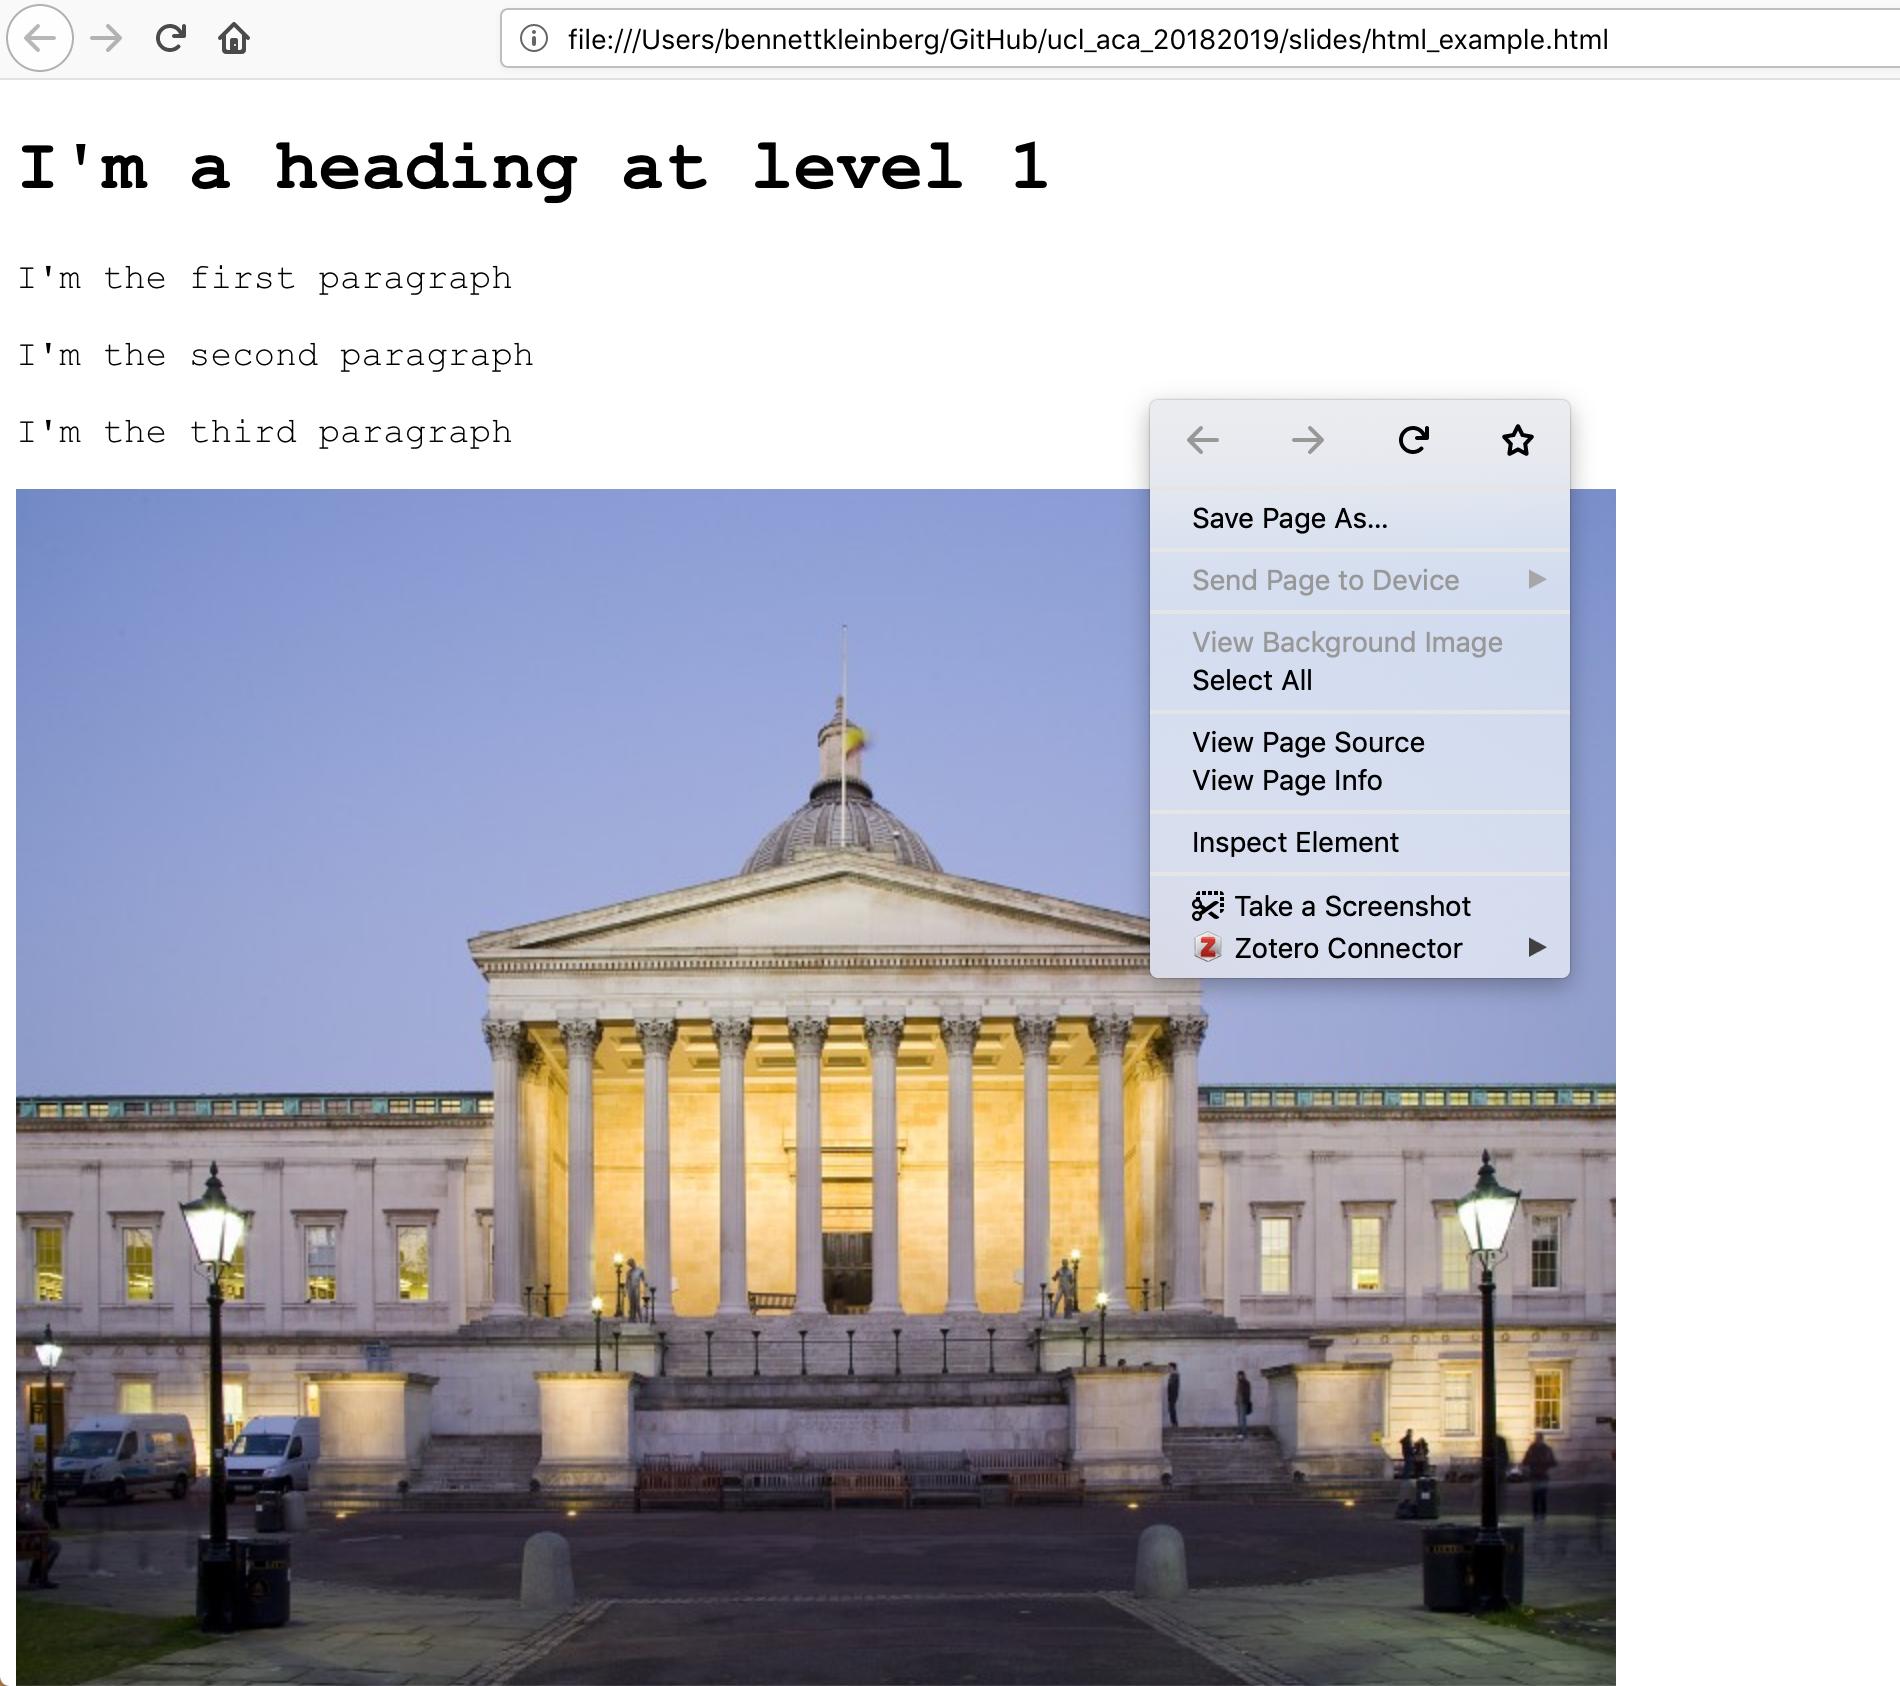 file:///Users/bennettkleinberg/GitHub/ucl_aca_20182019/slides/html_example.html
I'm a heading at level 1
I'm the first paragraph
I'm the second paragraph
I'm the third paragraph
Save Page As...
Send Page to Device
View Background Image
Select All
View Page Source
View Page Info
Inspect Element
Take a Screenshot
Z Zotero Connector